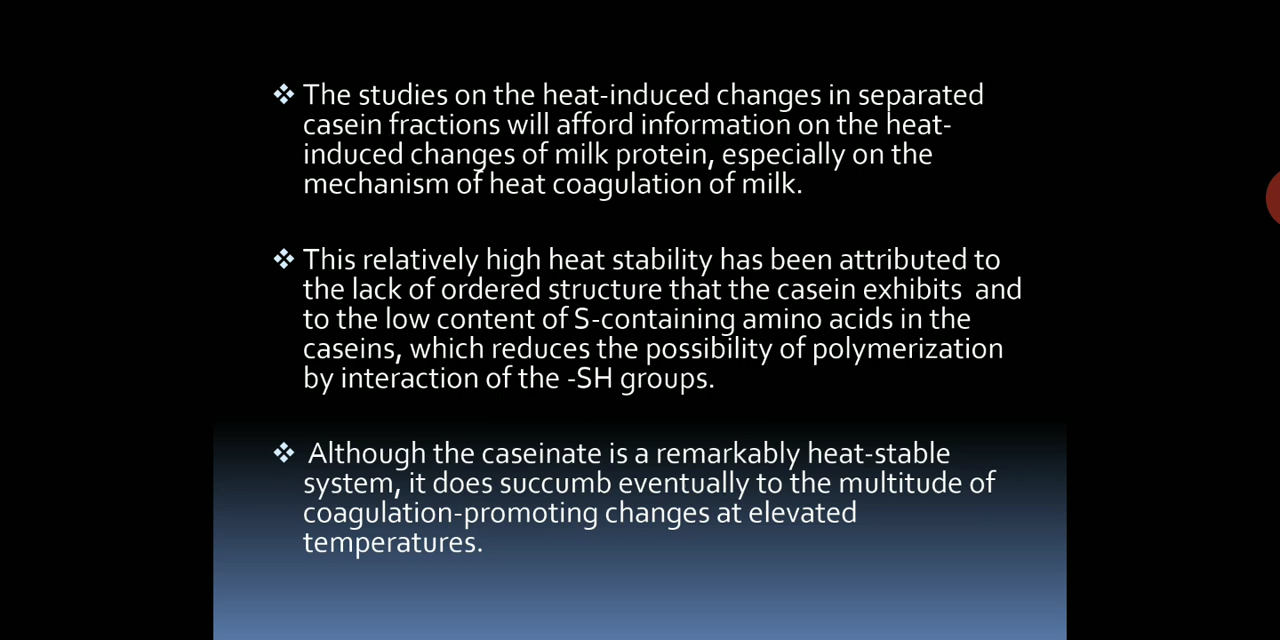 ❖ The studies on the heat-induced changes in separated
casein fractions will afford information on the heat-
induced changes of milk protein, especially on the
mechanism of heat coagulation of milk.
❖ This relatively high heat stability has been attributed to
the lack of ordered structure that the casein exhibits  and
to the low content of S-containing amino acids in the
caseins, which reduces the possibility of polymerization
by interaction of the -SH groups.
❖ Although the caseinate is a remarkably heat-stable
system, it does succumb eventually to the multitude of
coagulation-promoting changes at elevated
temperatures.